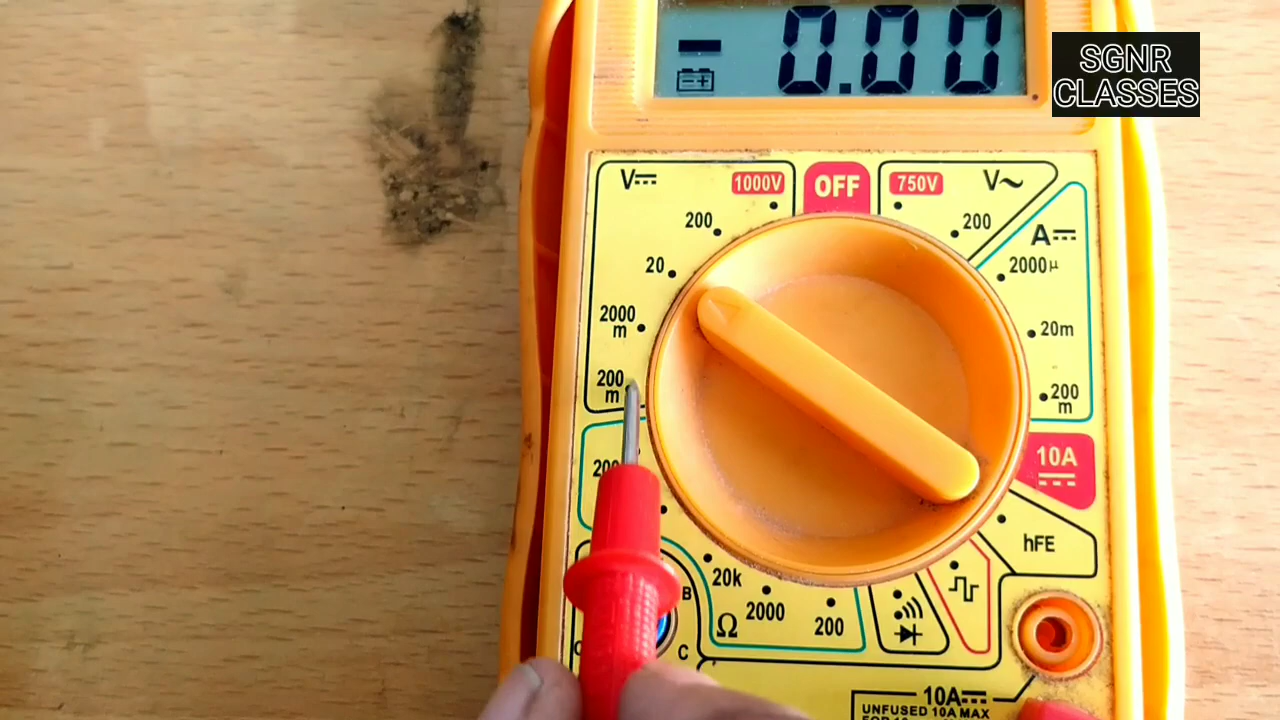 0.00
SGNR
CLASSES
V
1000V
OFF
750V
V
200
200
A
2000µ
20
2000
m
20m
200
m
200
m
10A
200
hFE
20k
B
2000
Ω
200
C
10A
UNFUSED 10A MAX